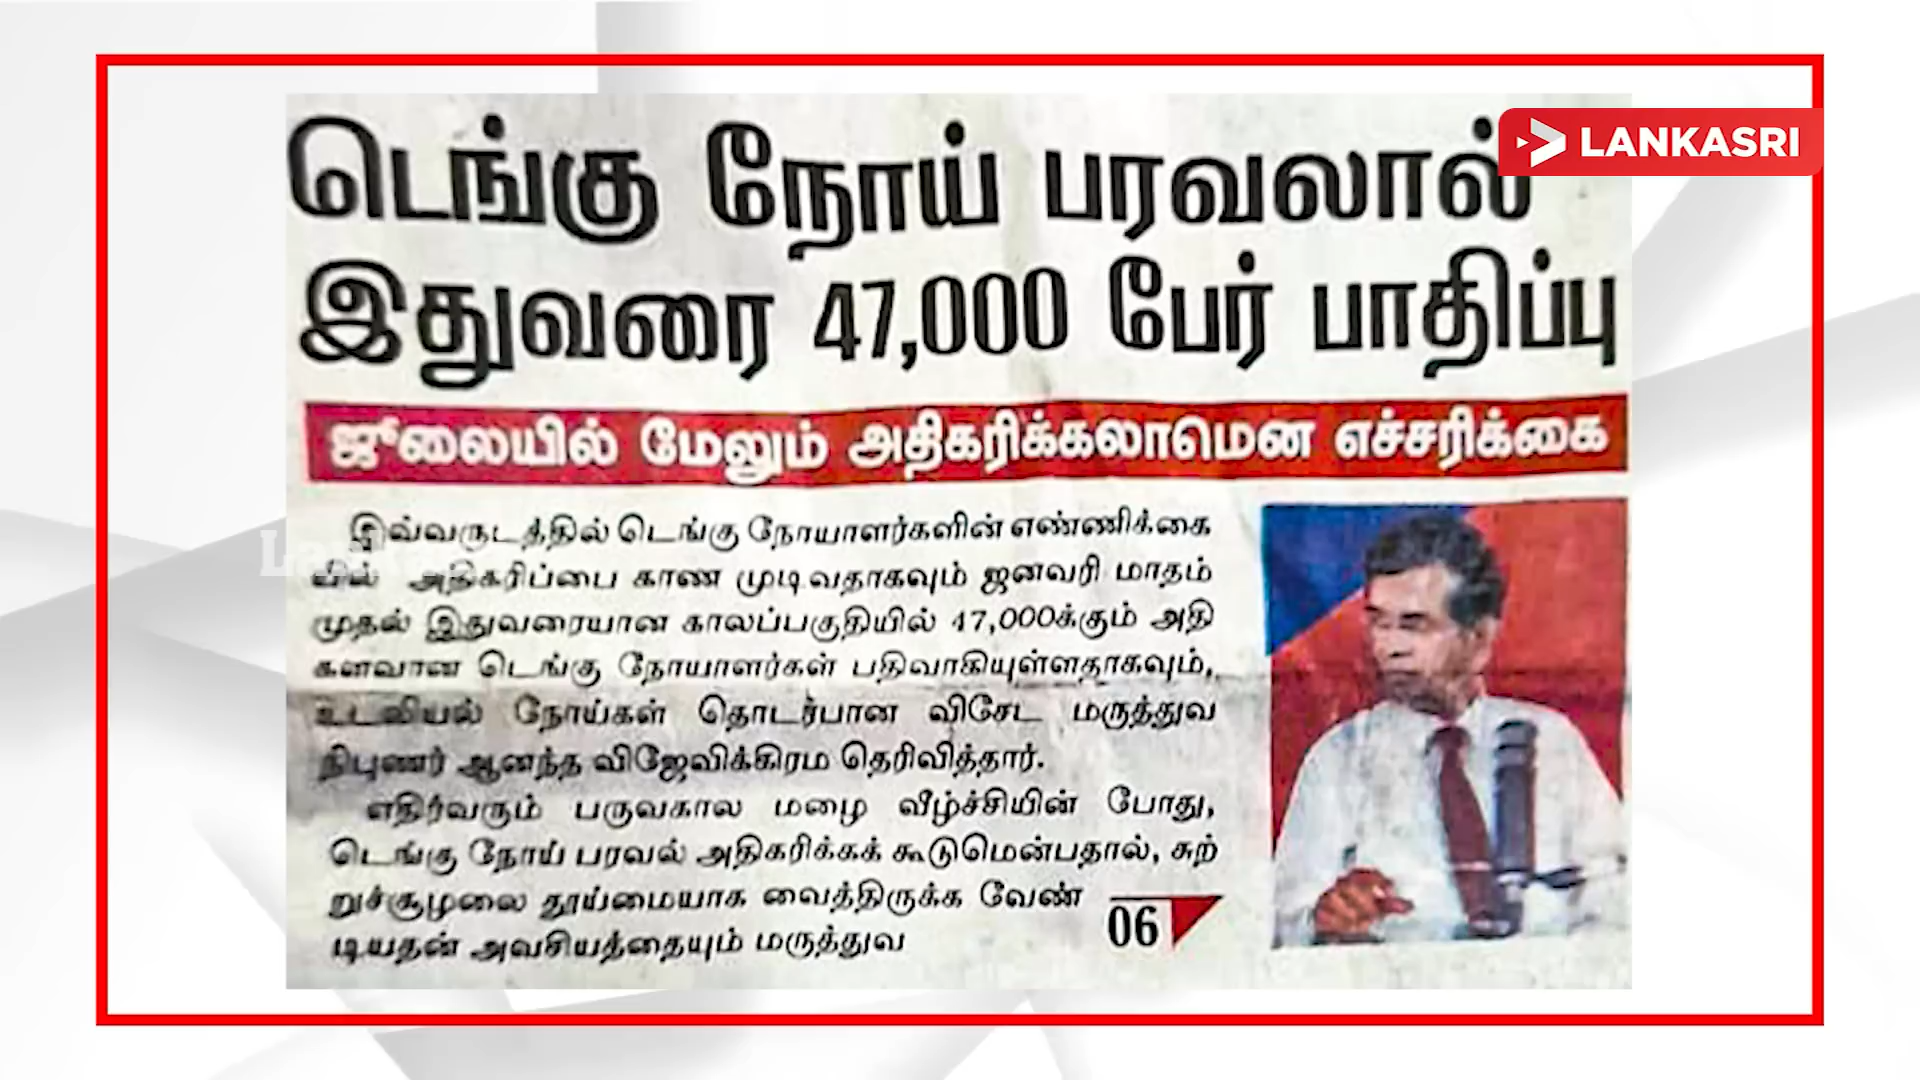 LANKASRI
டெங்கு நோய் பரவலால்
இதுவரை 47,000 பேர் பாதிப்பு
ஜூலையில் மேலும் அதிகரிக்கலாமென எச்சரிக்கை
இவ்வருடத்தில் டெங்கு நோயாளர்களின் எண்ணிக்கை
யில் அதிகரிப்பை காண முடிவதாகவும் ஜனவரி மாதம்
முதல் இதுவரையான காலப்பகுதியில் 47,000க்கும் அதி
களவான டெங்கு நோயாளர்கள் பதிவாகியுள்ளதாகவும்,
உடலியல் நோய்கள் தொடர்பான விசேட மருத்துவ
நிபுணர் ஆனந்த விஜேவிக்கிரம தெரிவித்தார்.
எதிர்வரும் பருவகால மழை வீழ்ச்சியின் போது,
டெங்கு நோய் பரவல் அதிகரிக்கக் கூடுமென்பதால், சுற்
றுச்சூழலை தூய்மையாக வைத்திருக்க வேண்
டியதன் அவசியத்தையும் மருத்துவ
06